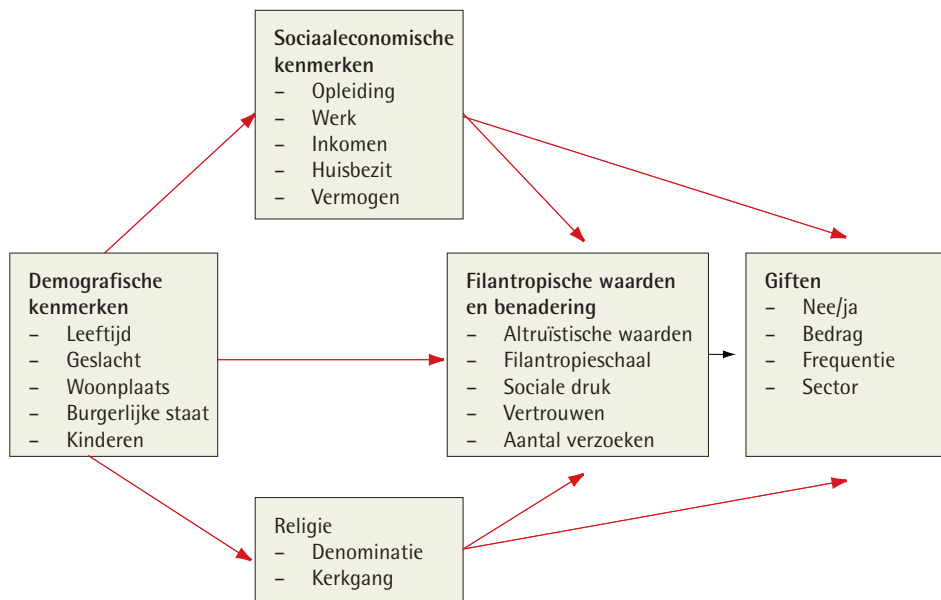 Sociaaleconomische
kenmerken
– Opleiding
– Werk
– Inkomen
– Huisbezit
– Vermogen
Demografische
kenmerken
– Leeftijd
– Geslacht
– Woonplaats
– Burgerlijke staat
– Kinderen
Filantropische waarden
en benadering
– Altruïstische waarden
– Filantropieschaal
– Sociale druk
– Vertrouwen
– Aantal verzoeken
Giften
– Nee/ja
– Bedrag
– Frequentie
– Sector
Religie
– Denominatie
– Kerkgang